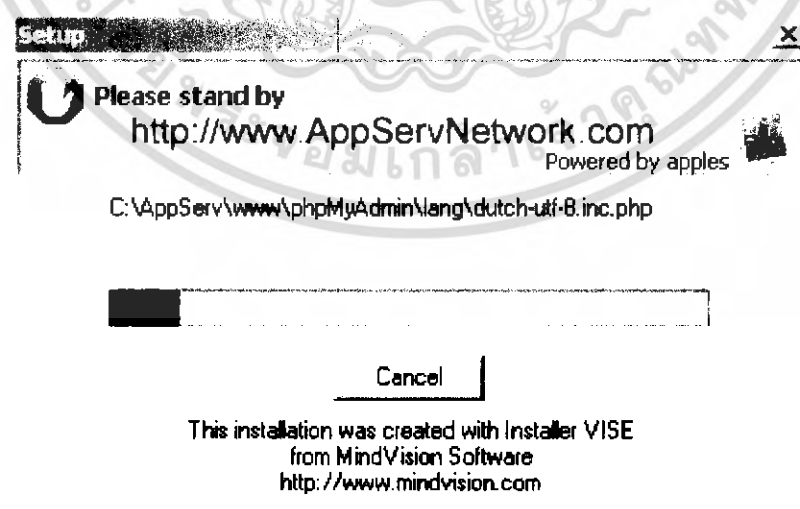 Setup
Please stand by
http://www.AppServNetwork.com
Powered by apples
C:\AppServ\www\phpMyAdmin\lang\dutch-utf-8.inc.php
Cancel
This installation was created with Installer VISE
from MindVision Software
http://www.mindvision.com